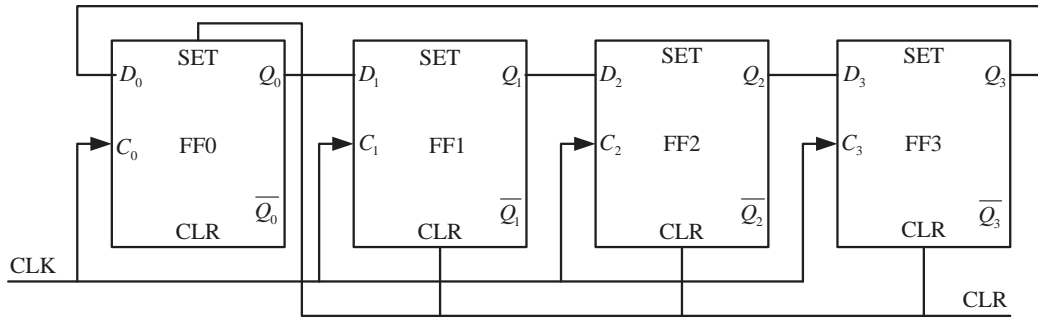 SET SET SET SET
D₀ Q₀ D₁ Q₁ D₂ Q₂ D₃ Q₃
C₀ FF0 C₁ FF1 C₂ FF2 C₃ FF3
Q̅₀ Q̅₁ Q̅₂ Q̅₃
CLR CLR CLR CLR
CLK
CLR